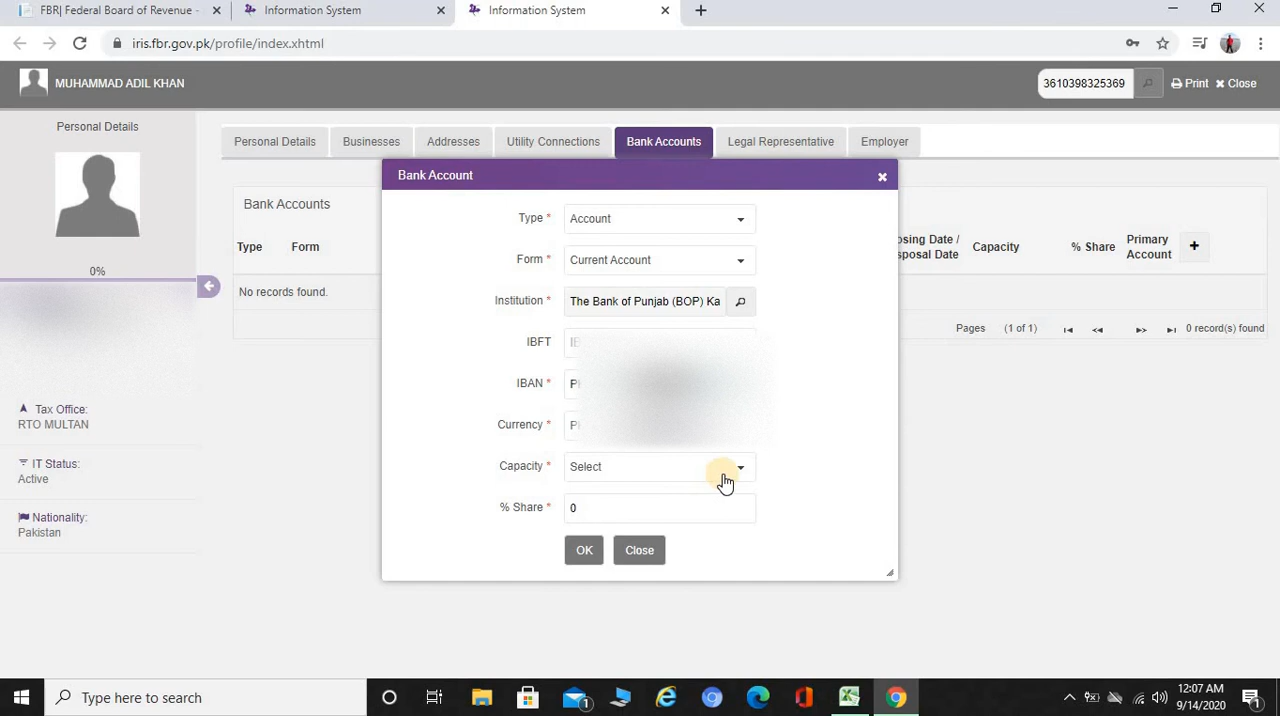 FBR| Federal Board of Revenue -
Information System
Information System
iris.fbr.gov.pk/profile/index.xhtml
MUHAMMAD ADIL KHAN
3610398325369
Print
Close
Personal Details
0%
Tax Office:
RTO MULTAN
IT Status:
Active
Nationality:
Pakistan
Personal Details
Businesses
Addresses
Utility Connections
Bank Accounts
Legal Representative
Employer
Bank Accounts
Type
Form
Disposal Date /
Capacity
% Share
Primary
Account
No records found.
Pages
(1 of 1)
0 record(s) found
Bank Account
Type *
Account
Form *
Current Account
Institution *
The Bank of Punjab (BOP) Ka
IBFT
IBAN *
Currency *
Capacity *
Select
% Share *
0
OK
Close
Type here to search
1
12:07 AM
9/14/2020
1